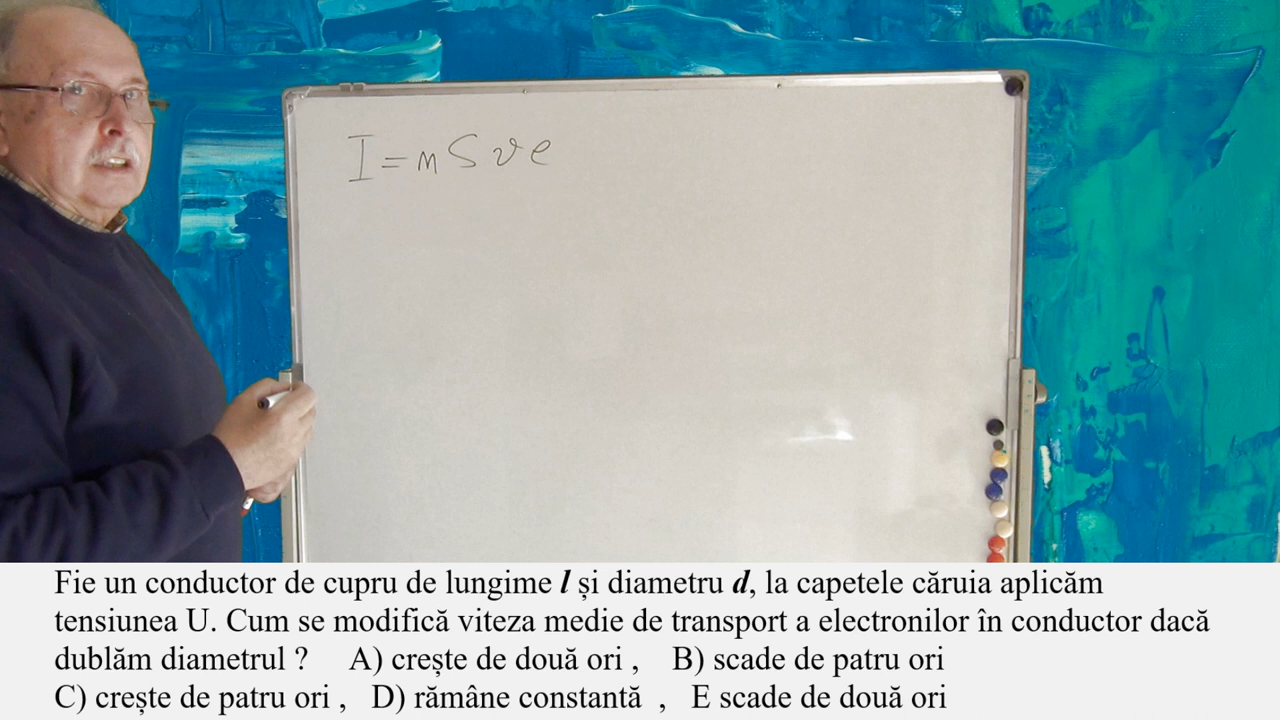 I = n S v e
Fie un conductor de cupru de lungime l și diametru d, la capetele căruia aplicăm
tensiunea U. Cum se modifică viteza medie de transport a electronilor în conductor dacă
dublăm diametrul ? A) crește de două ori , B) scade de patru ori
C) crește de patru ori , D) rămâne constantă , E scade de două ori